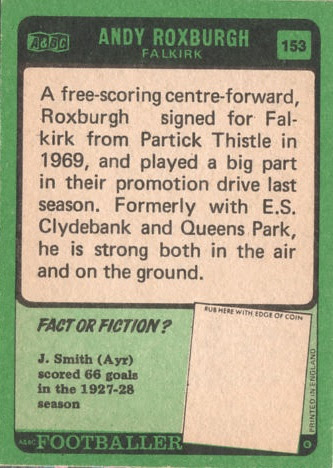 A&BC
ANDY ROXBURGH
FALKIRK
153
A free-scoring centre-forward,
Roxburgh signed for Fal-
kirk from Partick Thistle in
1969, and played a big part
in their promotion drive last
season. Formerly with E.S.
Clydebank and Queens Park,
he is strong both in the air
and on the ground.
FACT OR FICTION?
J. Smith (Ayr)
scored 66 goals
in the 1927-28
season
RUB HERE WITH EDGE OF COIN
PRINTED IN ENGLAND
A&BC FOOTBALLER